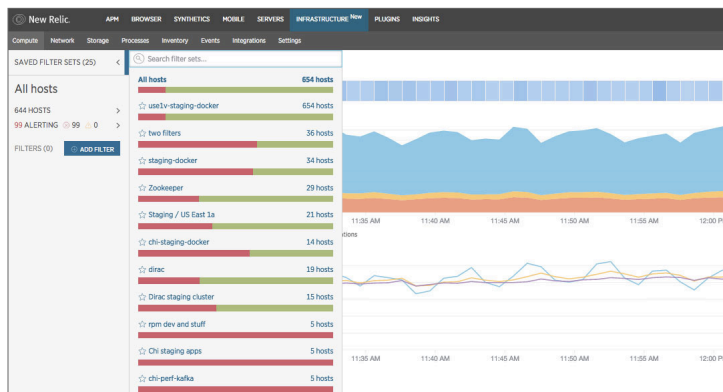 New Relic. APM BROWSER SYNTHETICS MOBILE SERVERS INFRASTRUCTURE New PLUGINS INSIGHTS
Compute Network Storage Processes Inventory Events Integrations Settings
SAVED FILTER SETS (25) <
Search filter sets...
All hosts
644 HOSTS >
99 ALERTING 99 0 >
FILTERS (0) ADD FILTER
All hosts 654 hosts
use1v-staging-docker 654 hosts
two filters 36 hosts
staging-docker 34 hosts
Zookeeper 29 hosts
Staging / US East 1a 21 hosts
chi-staging-docker 14 hosts
dirac 19 hosts
Dirac staging cluster 15 hosts
rpm dev and stuff 5 hosts
Chi staging apps 5 hosts
chi-perf-kafka 5 hosts
11:35 AM 11:40 AM 11:45 AM 11:50 AM 11:55 AM 12:00 P
11:35 AM 11:40 AM 11:45 AM 11:50 AM 11:55 AM 12:00 P